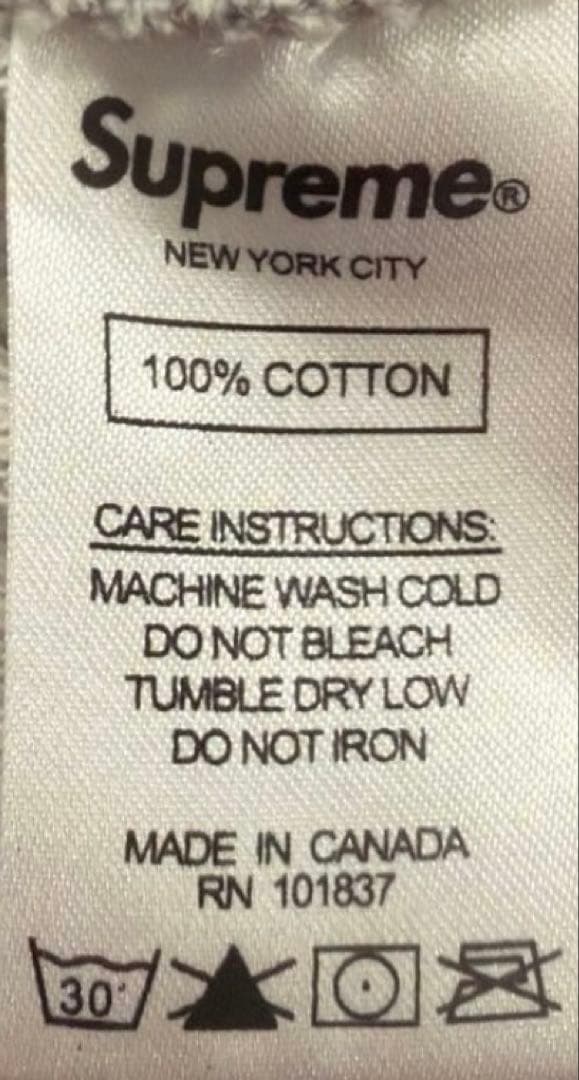 Supreme®
NEW YORK CITY
100% COTTON
CARE INSTRUCTIONS:
MACHINE WASH COLD
DO NOT BLEACH
TUMBLE DRY LOW
DO NOT IRON
MADE IN CANADA
RN 101837
30°